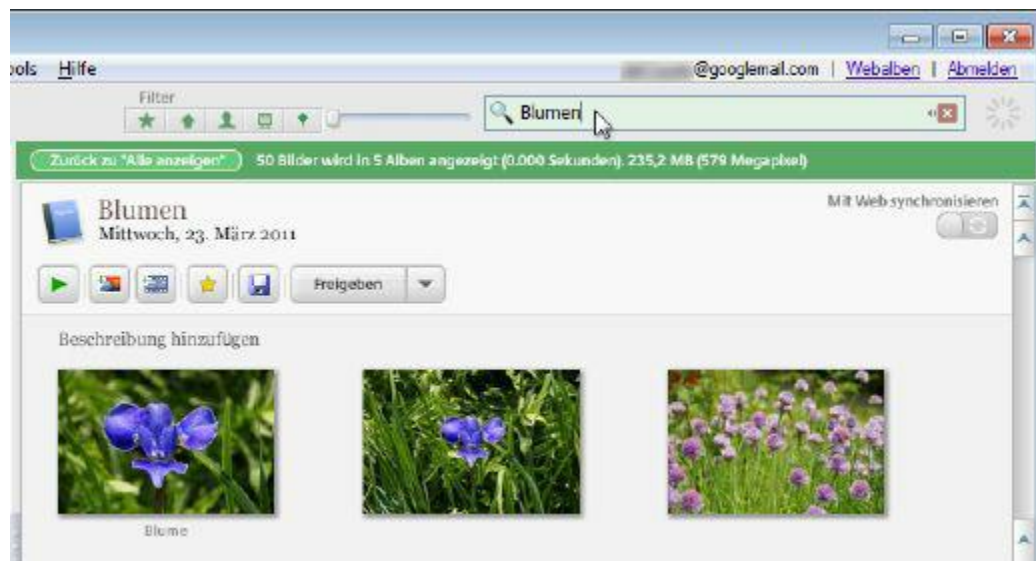 Hilfe
@googlemail.com | Webalben | Abmelden
Filter
Blumen
Zurück zu "Alle anzeigen" 50 Bilder wird in 5 Alben angezeigt (0.000 Sekunden). 235,2 MB (579 Megapixel)
Blumen
Mittwoch, 23. März 2011
Mit Web synchronisieren
Freigeben
Beschreibung hinzufügen
Blume